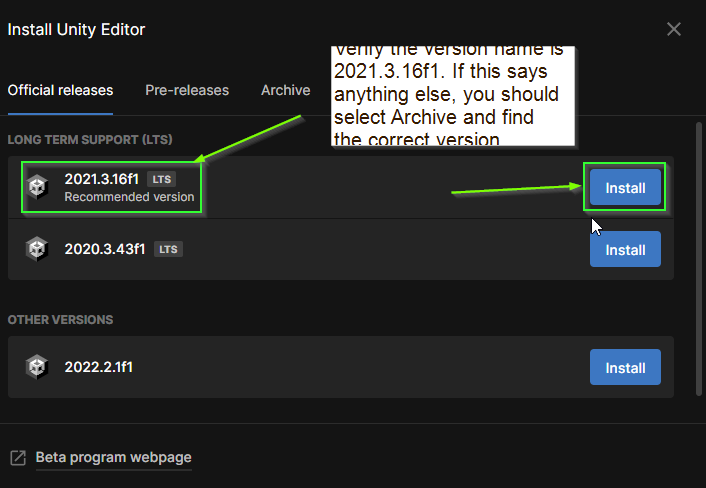 Install Unity Editor
Official releases
Pre-releases
Archive
Verify the version name is
2021.3.16f1. If this says
anything else, you should
select Archive and find
the correct version
LONG TERM SUPPORT (LTS)
2021.3.16f1 LTS
Recommended version
Install
2020.3.43f1 LTS
Install
OTHER VERSIONS
2022.2.1f1
Install
Beta program webpage